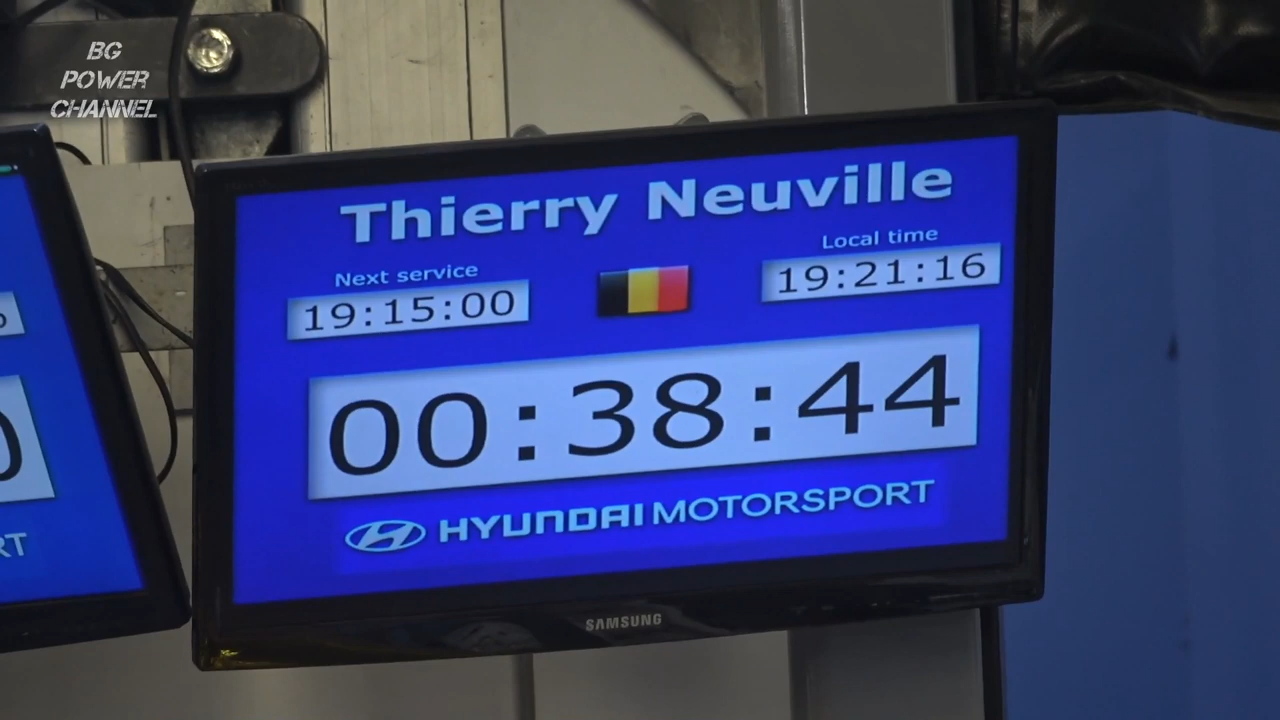 BG
POWER
CHANNEL
Thierry Neuville
Next service
Local time
19:15:00
19:21:16
00:38:44
HYUNDAI MOTORSPORT
SAMSUNG